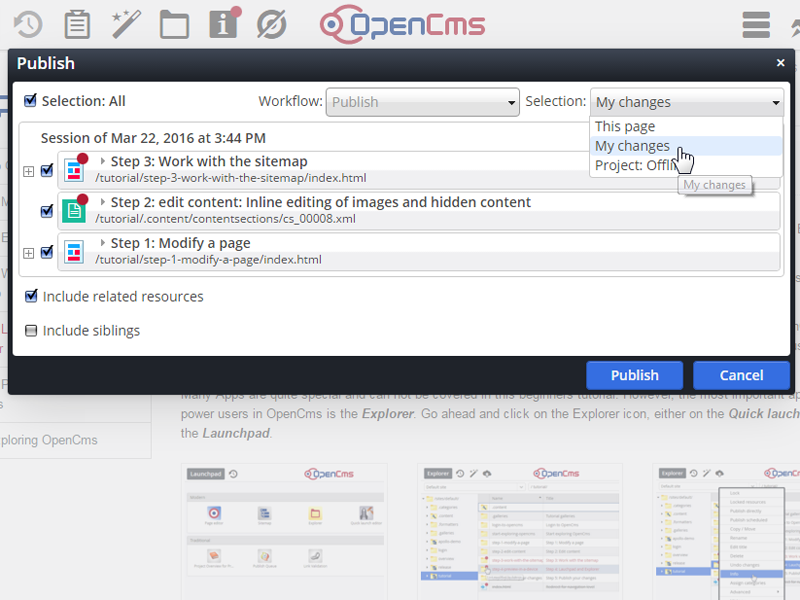 OpenCms
Publish
×
Selection: All
Workflow: Publish
Selection: My changes
This page
My changes
Project: Offli
My changes
Session of Mar 22, 2016 at 3:44 PM
Step 3: Work with the sitemap
/tutorial/step-3-work-with-the-sitemap/index.html
Step 2: edit content: Inline editing of images and hidden content
/tutorial/.content/contentsections/cs_00008.xml
Step 1: Modify a page
/tutorial/step-1-modify-a-page/index.html
Include related resources
Include siblings
Publish
Cancel
Many Apps are quite special and can not be covered in this beginners tutorial. However, the most important ap
power users in OpenCms is the Explorer. Go ahead and click on the Explorer icon, either on the Quick lauch
the Launchpad.
ploring OpenCms
Launchpad
OpenCms
Explorer
OpenCms
Explorer
OpenCms